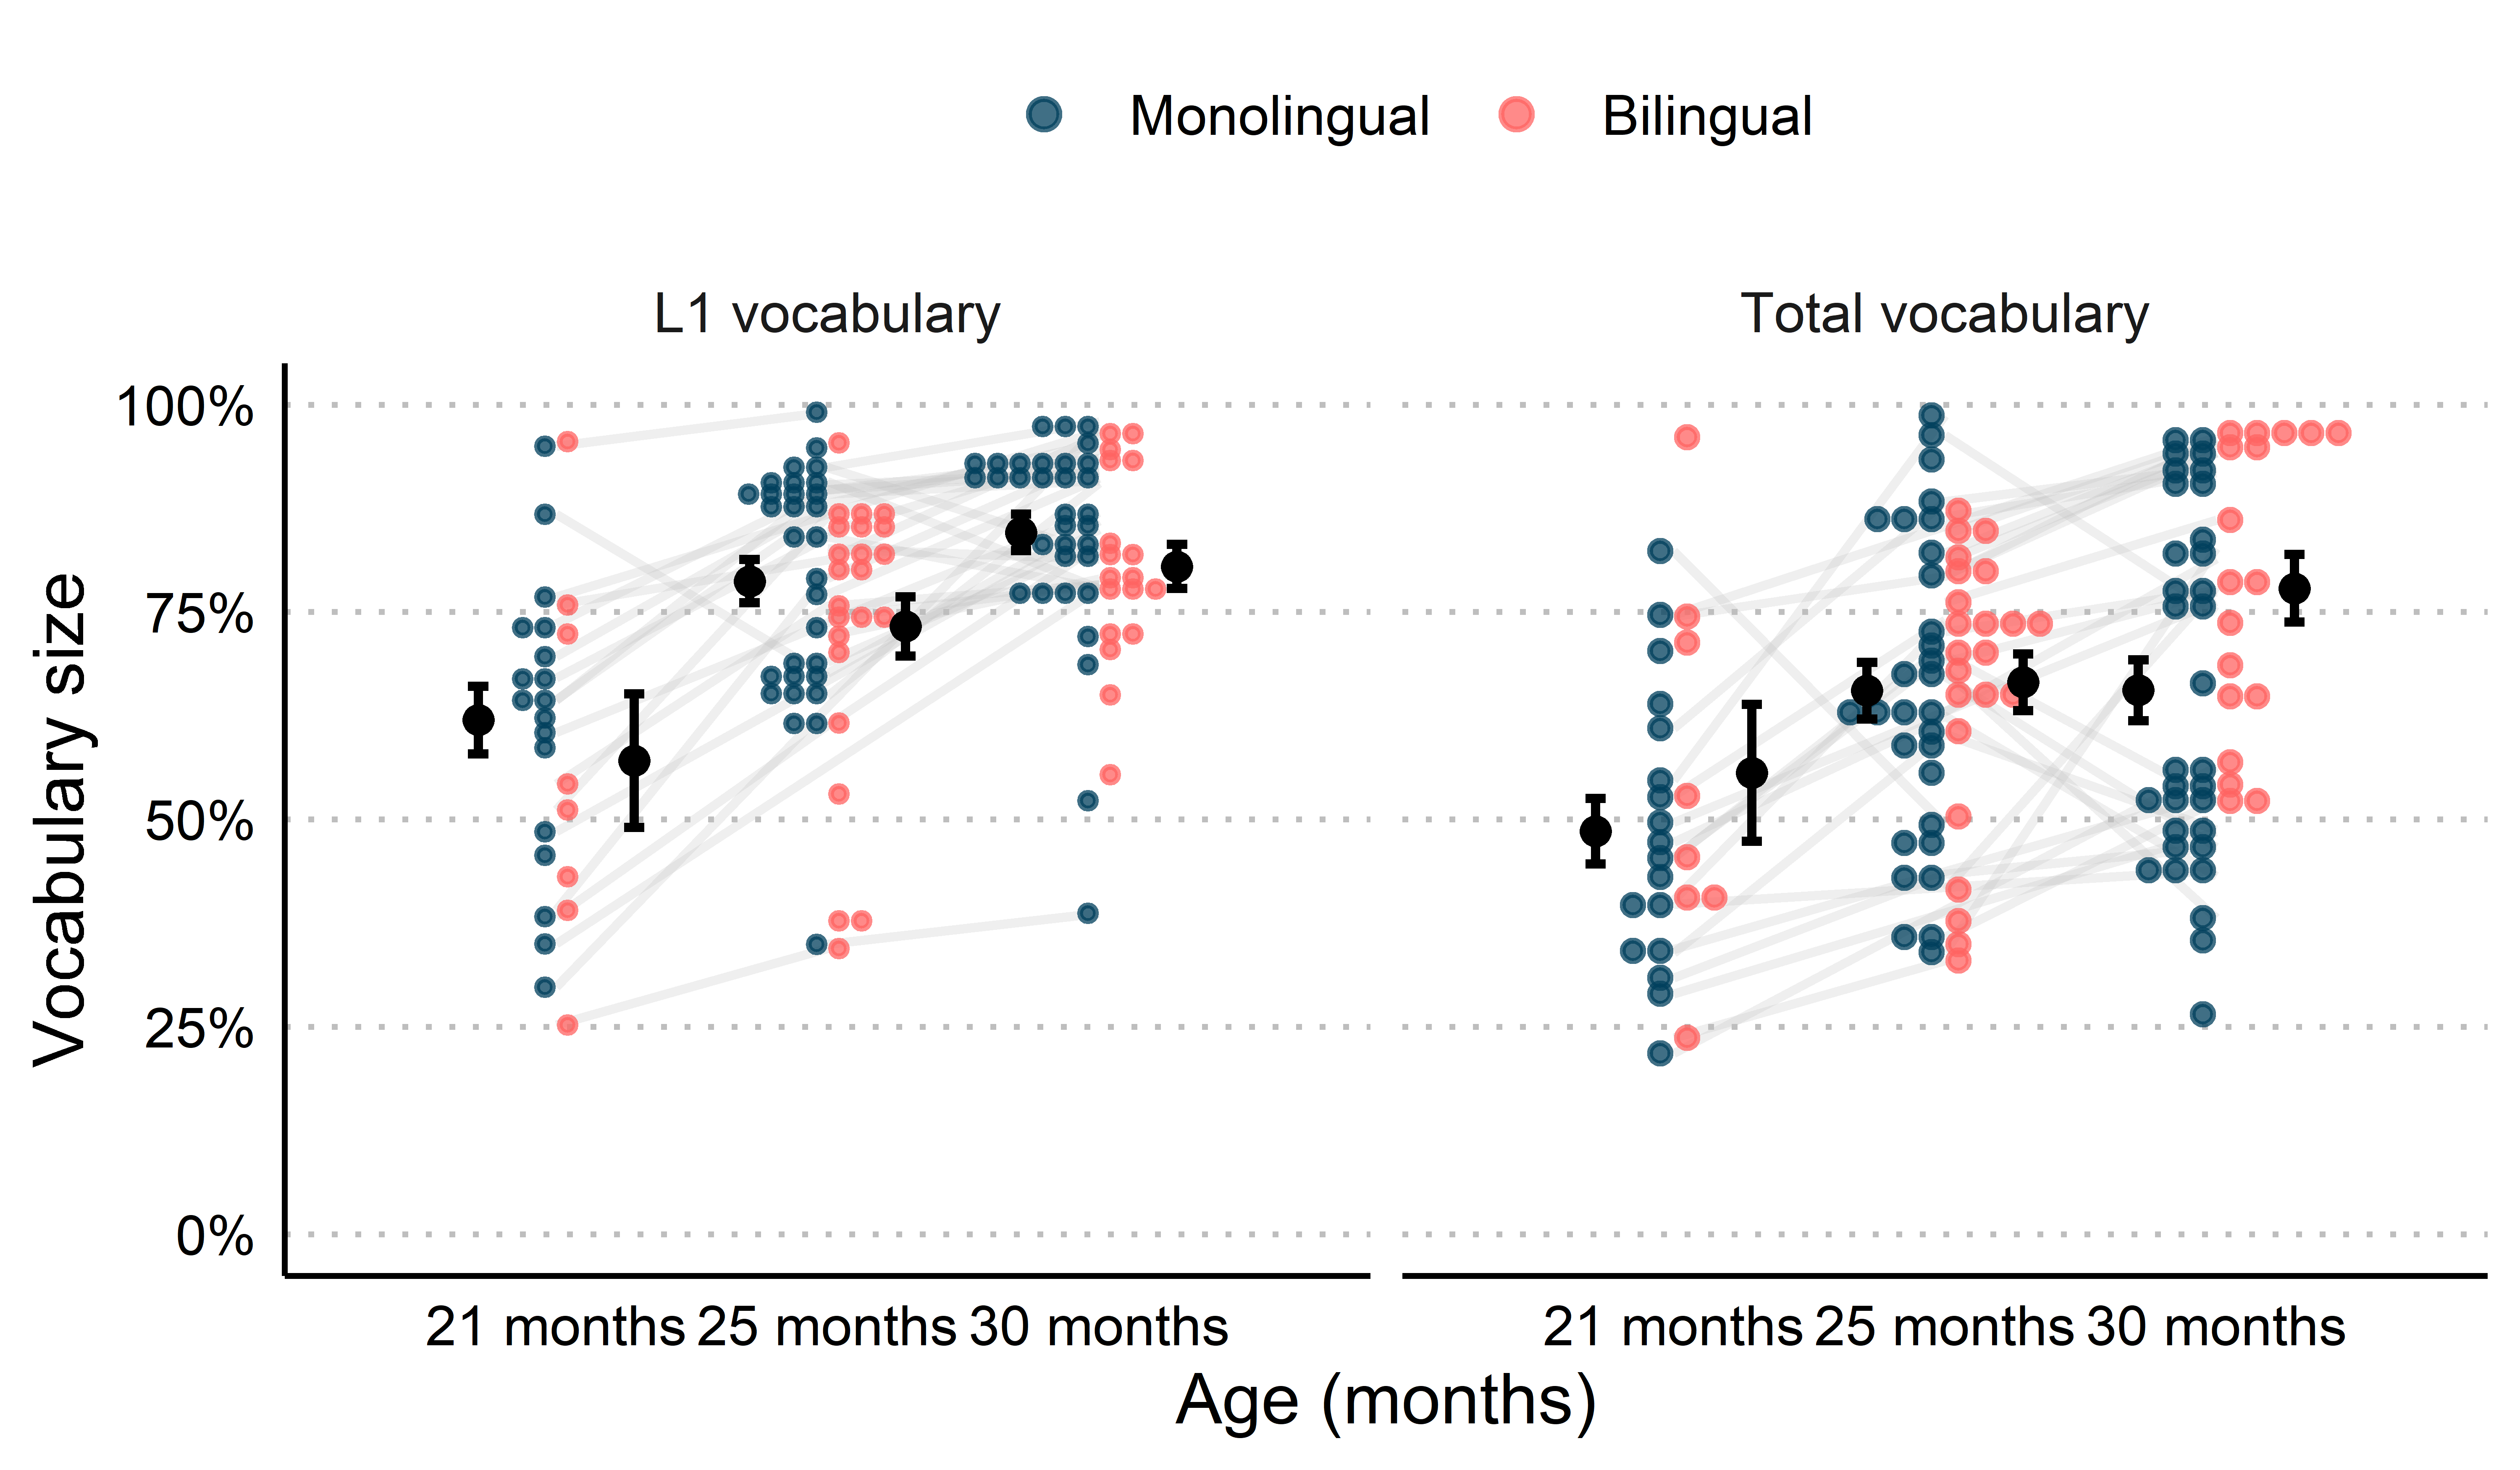 Monolingual Bilingual
L1 vocabulary Total vocabulary
100%
75%
50%
25%
0%
Vocabulary size
21 months 25 months 30 months 21 months 25 months 30 months
Age (months)